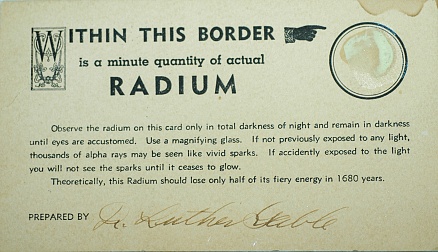 WITHIN THIS BORDER
is a minute quantity of actual
RADIUM
Observe the radium on this card only in total darkness of night and remain in darkness
until eyes are accustomed. Use a magnifying glass. If not previously exposed to any light,
thousands of alpha rays may be seen like vivid sparks. If accidently exposed to the light
you will not see the sparks until it ceases to glow.
Theoretically, this Radium should lose only half of its fiery energy in 1680 years.
PREPARED BY Dr. Luther Gable